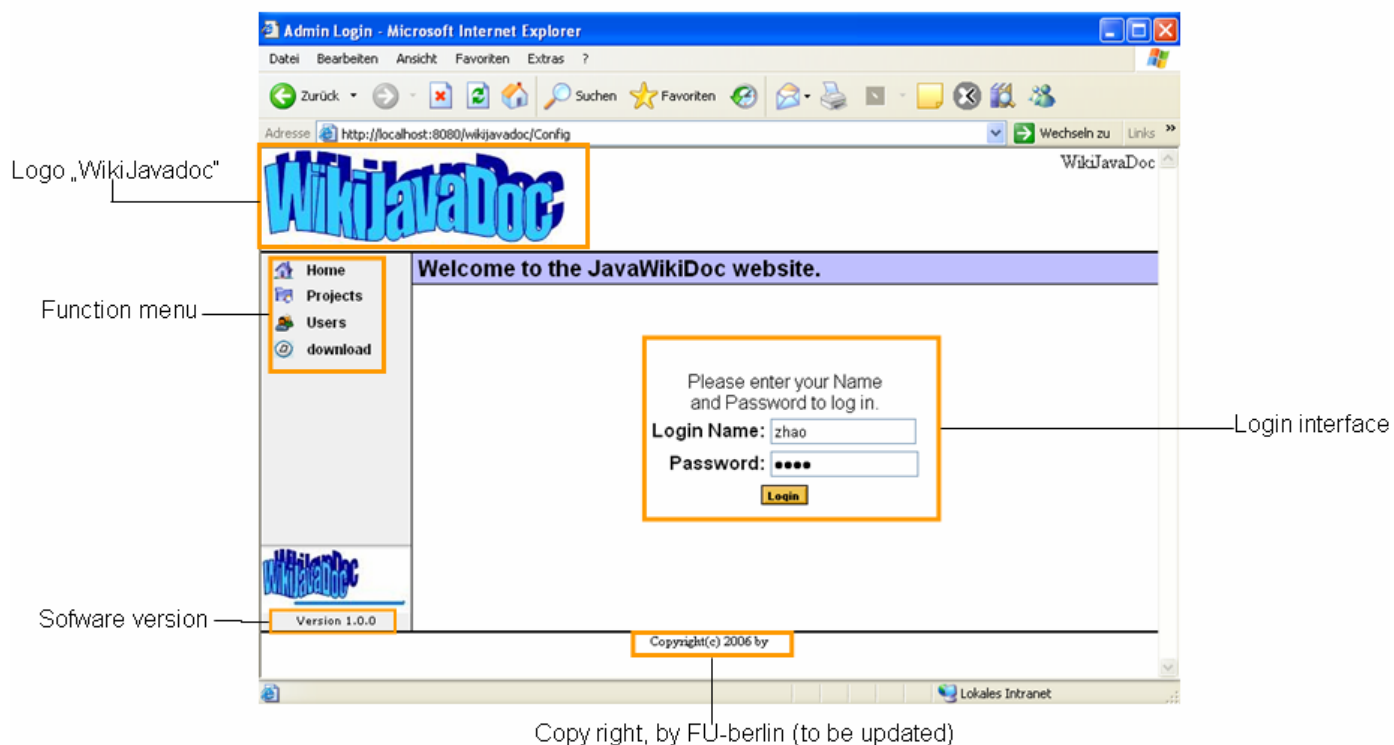 Admin Login - Microsoft Internet Explorer
Datei Bearbeiten Ansicht Favoriten Extras ?
Zurück Suchen Favoriten
Adresse http://localhost:8080/wikijavadoc/Config Wechseln zu Links »
Logo „WikiJavadoc"
WikiJavaDoc
WikiJavaDoc
Function menu
Home
Projects
Users
download
Welcome to the JavaWikiDoc website.
Please enter your Name
and Password to log in.
Login Name: zhao
Password: ●●●●
Login
Login interface
WikiJavaDoc
Sofware version
Version 1.0.0
Copyright(c) 2006 by
Lokales Intranet
Copy right, by FU-berlin (to be updated)